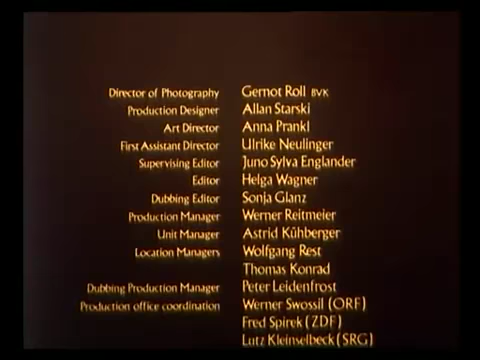 Director of Photography Gernot Roll BVK
Production Designer Allan Starski
Art Director Anna Prankl
First Assistant Director Ulrike Neulinger
Supervising Editor Juno Sylva Englander
Editor Helga Wagner
Dubbing Editor Sonja Glanz
Production Manager Werner Reitmeier
Unit Manager Astrid Kühberger
Location Managers Wolfgang Rest
Thomas Konrad
Dubbing Production Manager Peter Leidenfrost
Production office coordination Werner Swossil (ORF)
Fred Spirek (ZDF)
Lutz Kleinselbeck (SRG)